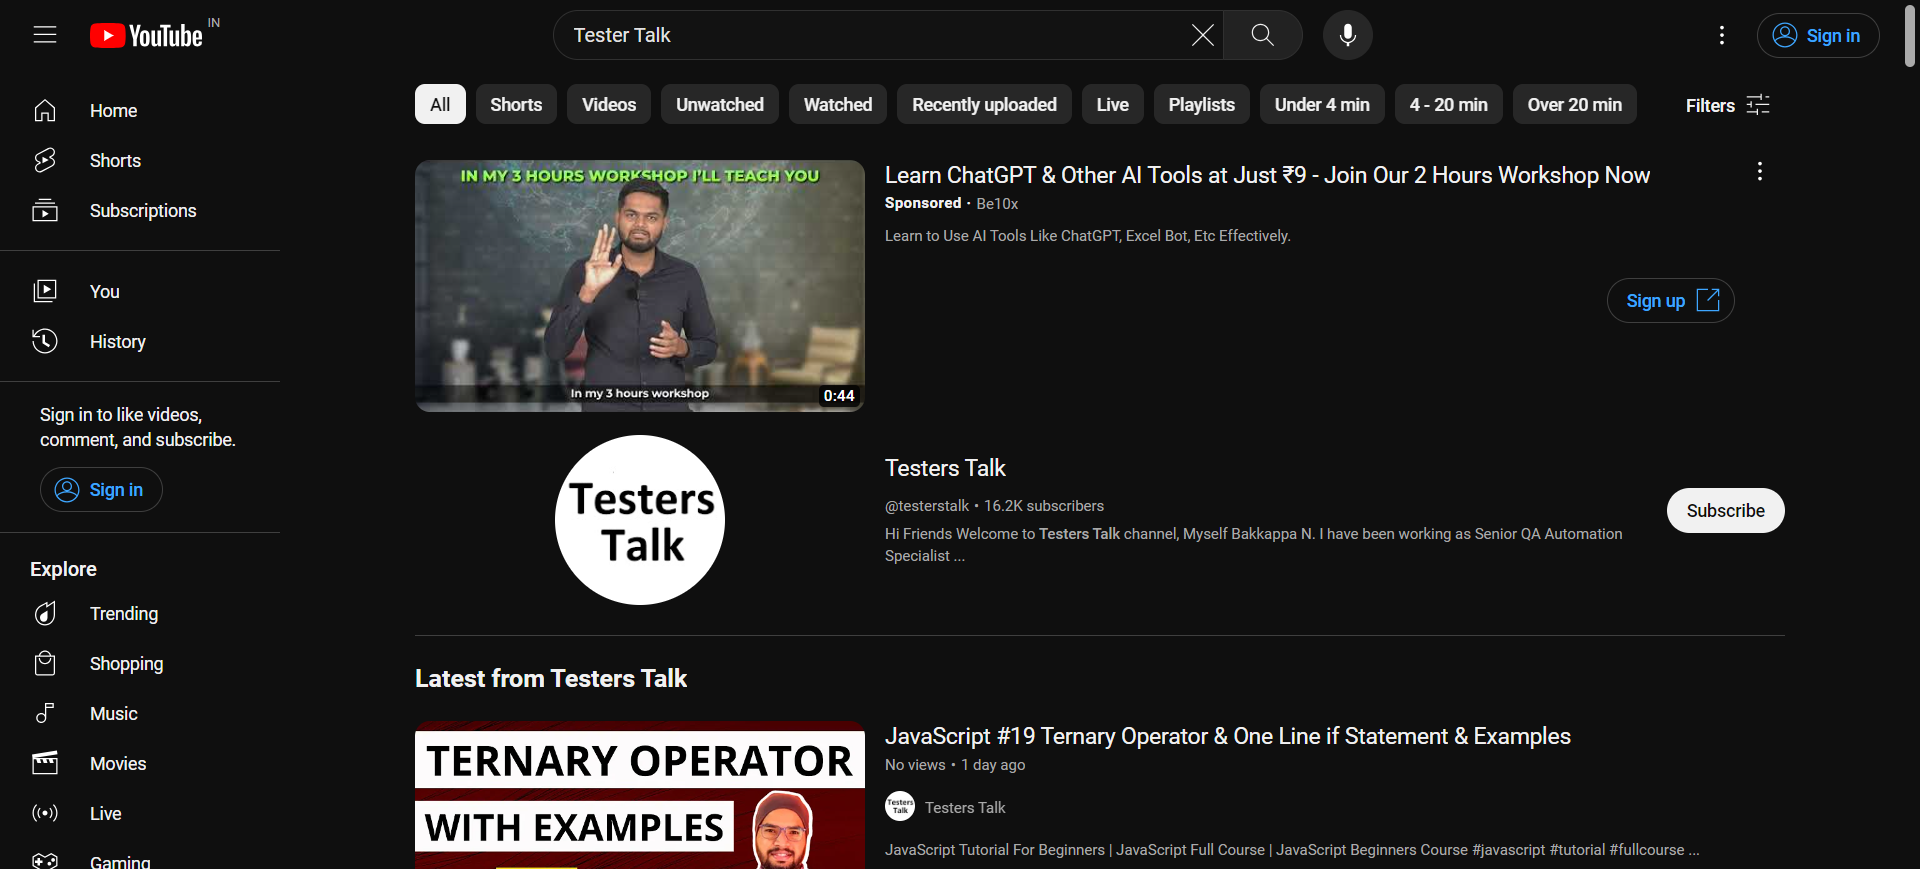 YouTube IN
Tester Talk
Sign in
Home
Shorts
Subscriptions
You
History
Sign in to like videos,
comment, and subscribe.
Sign in
Explore
Trending
Shopping
Music
Movies
Live
Gaming
All Shorts Videos Unwatched Watched Recently uploaded Live Playlists Under 4 min 4 - 20 min Over 20 min Filters
IN MY 3 HOURS WORKSHOP I'LL TEACH YOU
In my 3 hours workshop
0:44
Learn ChatGPT & Other AI Tools at Just ₹9 - Join Our 2 Hours Workshop Now
Sponsored • Be10x
Learn to Use AI Tools Like ChatGPT, Excel Bot, Etc Effectively.
Sign up
Testers
Talk
Testers Talk
@testerstalk • 16.2K subscribers
Hi Friends Welcome to Testers Talk channel, Myself Bakkappa N. I have been working as Senior QA Automation
Specialist ...
Subscribe
Latest from Testers Talk
TERNARY OPERATOR
WITH EXAMPLES
JavaScript #19 Ternary Operator & One Line if Statement & Examples
No views • 1 day ago
Testers
Talk
Testers Talk
JavaScript Tutorial For Beginners | JavaScript Full Course | JavaScript Beginners Course #javascript #tutorial #fullcourse ...